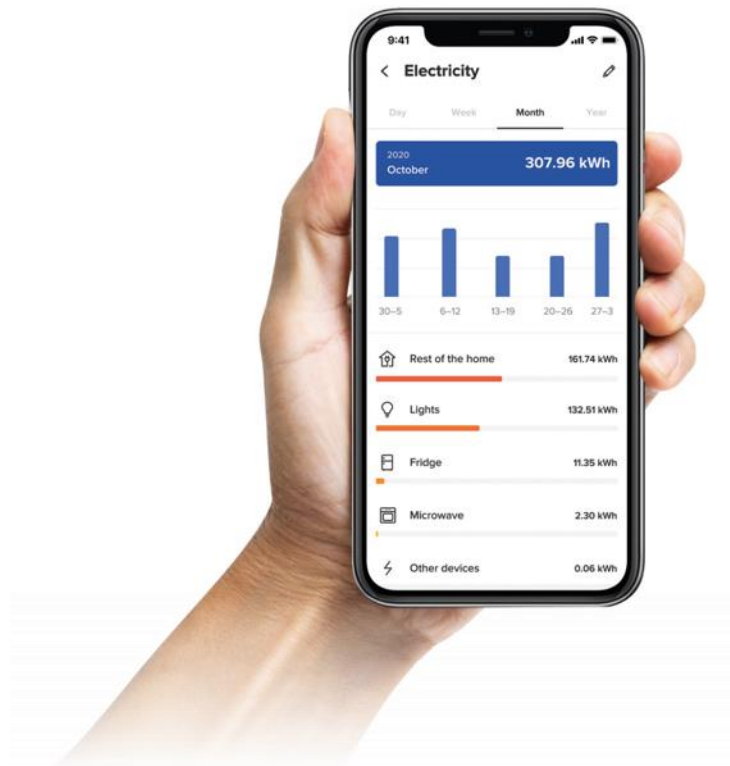 9:41
Electricity
Day Week Month Year
2020
October
307.96 kWh
30–5 6–12 13–19 20–26 27–3
Rest of the home 161.74 kWh
Lights 132.51 kWh
Fridge 11.35 kWh
Microwave 2.30 kWh
Other devices 0.06 kWh